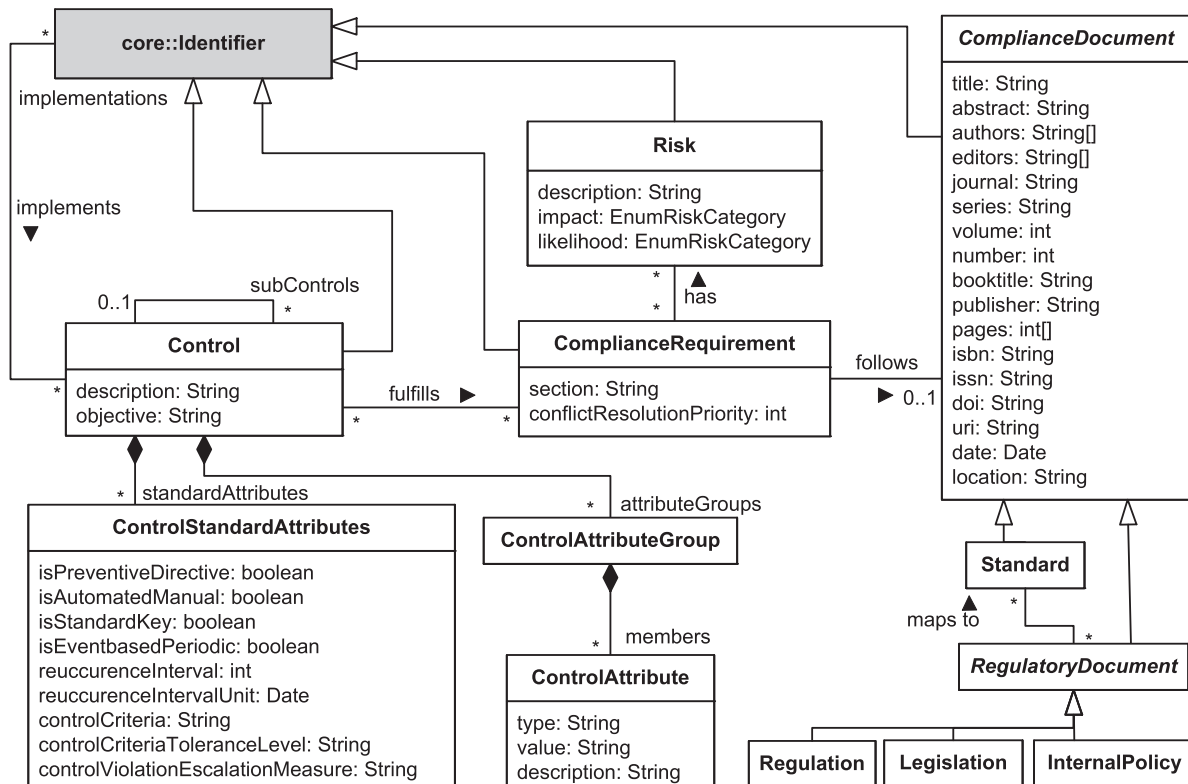 core::Identifier
*
implementations
implements
ComplianceDocument
title: String
abstract: String
authors: String[]
editors: String[]
journal: String
series: String
volume: int
number: int
booktitle: String
publisher: String
pages: int[]
isbn: String
issn: String
doi: String
uri: String
date: Date
location: String
Risk
description: String
impact: EnumRiskCategory
likelihood: EnumRiskCategory
*
has
*
subControls
0..1
*
Control
description: String
objective: String
*
fulfills
*
*
ComplianceRequirement
section: String
conflictResolutionPriority: int
follows
0..1
* standardAttributes
ControlStandardAttributes
isPreventiveDirective: boolean
isAutomatedManual: boolean
isStandardKey: boolean
isEventbasedPeriodic: boolean
reuccurenceInterval: int
reuccurenceIntervalUnit: Date
controlCriteria: String
controlCriteriaToleranceLevel: String
controlViolationEscalationMeasure: String
* attributeGroups
ControlAttributeGroup
* members
ControlAttribute
type: String
value: String
description: String
Standard
maps to
*
*
RegulatoryDocument
Regulation
Legislation
InternalPolicy